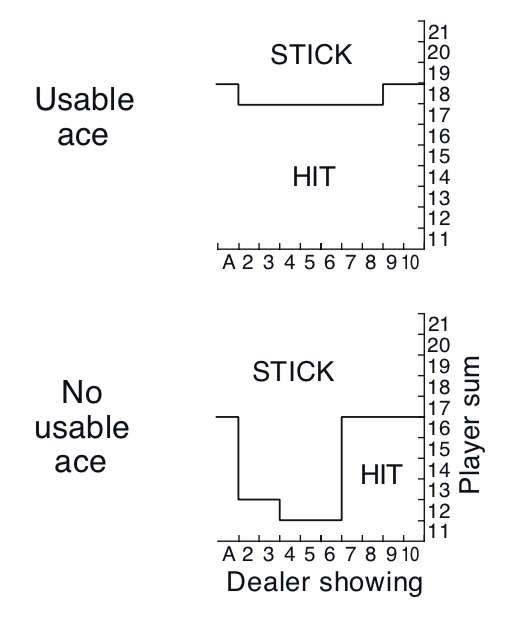 STICK
Usable
ace
HIT
21
20
19
18
17
16
15
14
13
12
11
A 2 3 4 5 6 7 8 9 10
STICK
No
usable
ace
HIT
21
20
19
18
17
16
15
14
13
12
11
Player sum
A 2 3 4 5 6 7 8 9 10
Dealer showing